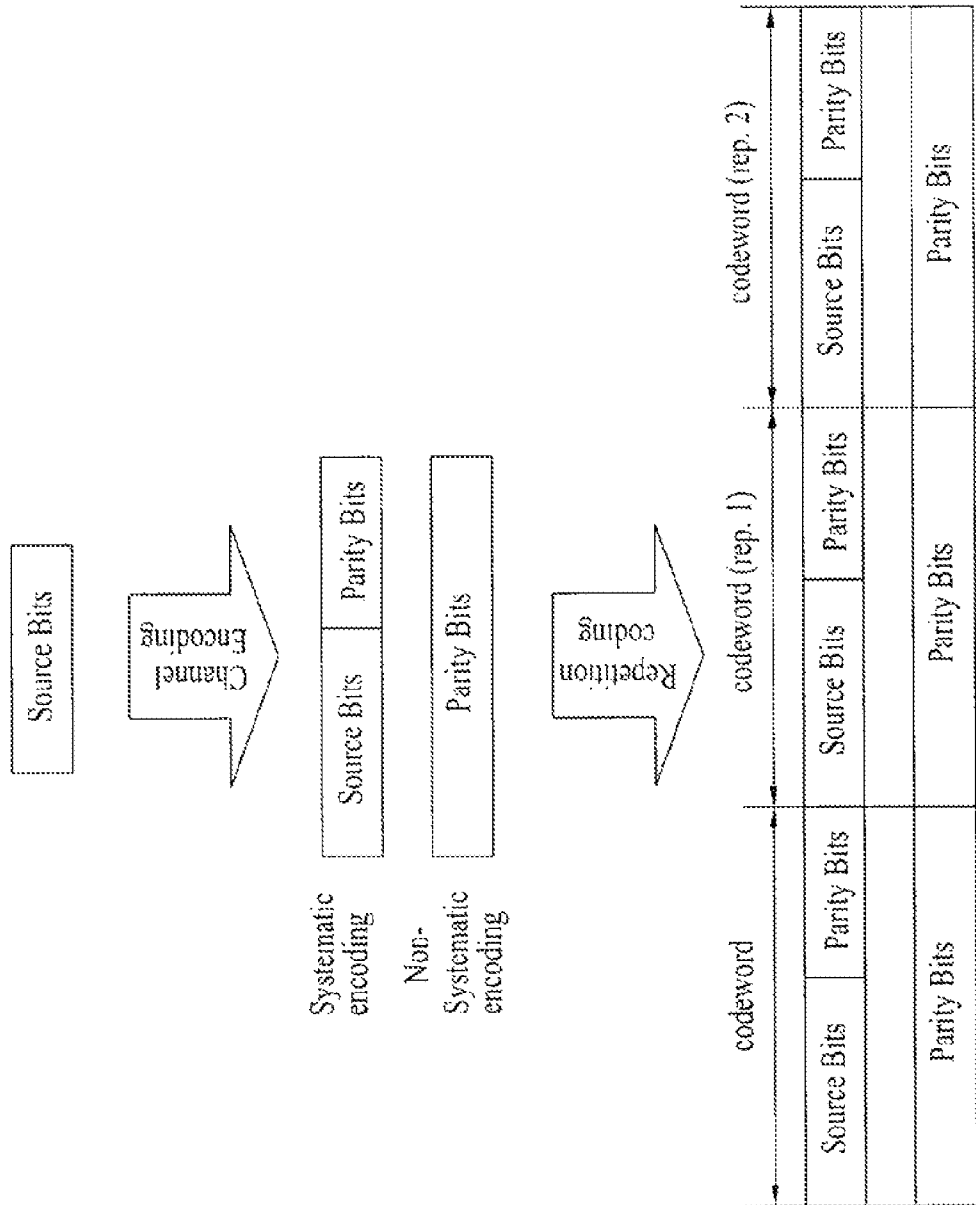 Source Bits
Channel
Encoding
Systematic
encoding
Source Bits
Parity Bits
Non-
Systematic
encoding
Parity Bits
Repetition
coding
codeword
codeword (rep. 1)
codeword (rep. 2)
Source Bits
Parity Bits
Source Bits
Parity Bits
Source Bits
Parity Bits
Parity Bits
Parity Bits
Parity Bits